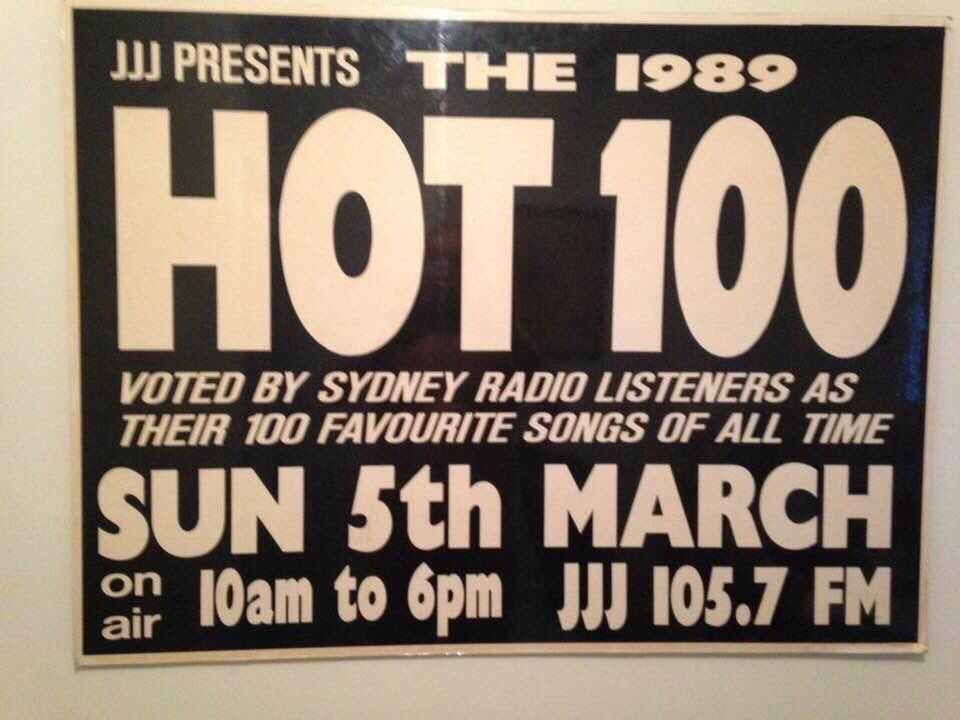 JJJ PRESENTS THE 1989
HOT 100
VOTED BY SYDNEY RADIO LISTENERS AS
THEIR 100 FAVOURITE SONGS OF ALL TIME
SUN 5th MARCH
on air 10am to 6pm JJJ 105.7 FM